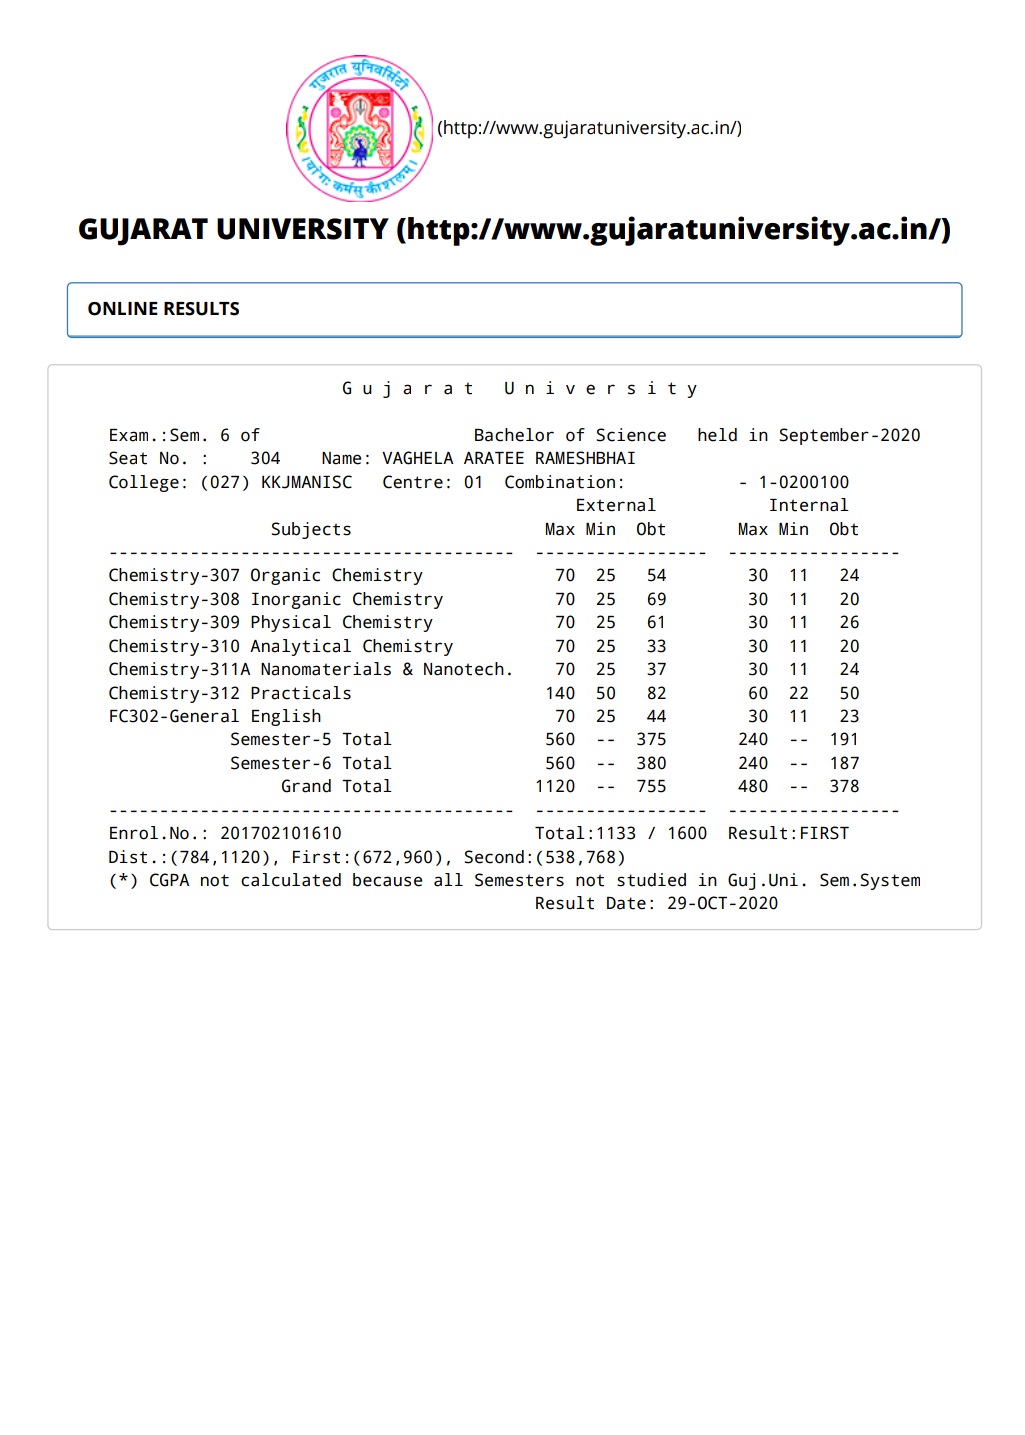 गुजरात युनिवर्सिटी
। योगः कर्मसु कौशलम् ।
(http://www.gujaratuniversity.ac.in/)
GUJARAT UNIVERSITY (http://www.gujaratuniversity.ac.in/)
ONLINE RESULTS
G u j a r a t   U n i v e r s i t y
Exam.:Sem. 6 of                     Bachelor of Science   held in September-2020
Seat No. :    304    Name: VAGHELA ARATEE RAMESHBHAI
College: (027) KKJMANISC   Centre: 01  Combination:           - 1-0200100
External           Internal
Subjects                   Max Min  Obt       Max Min  Obt
----------------------------------------  -----------------  -----------------
Chemistry-307 Organic Chemistry             70  25   54        30  11   24
Chemistry-308 Inorganic Chemistry           70  25   69        30  11   20
Chemistry-309 Physical Chemistry            70  25   61        30  11   26
Chemistry-310 Analytical Chemistry          70  25   33        30  11   20
Chemistry-311A Nanomaterials & Nanotech.    70  25   37        30  11   24
Chemistry-312 Practicals                   140  50   82        60  22   50
FC302-General English                       70  25   44        30  11   23
Semester-5 Total               560  --  375       240  --  191
Semester-6 Total               560  --  380       240  --  187
Grand Total              1120  --  755       480  --  378
----------------------------------------  -----------------  -----------------
Enrol.No.: 201702101610                   Total:1133 / 1600  Result:FIRST
Dist.:(784,1120), First:(672,960), Second:(538,768)
(*) CGPA not calculated because all Semesters not studied in Guj.Uni. Sem.System
Result Date: 29-OCT-2020